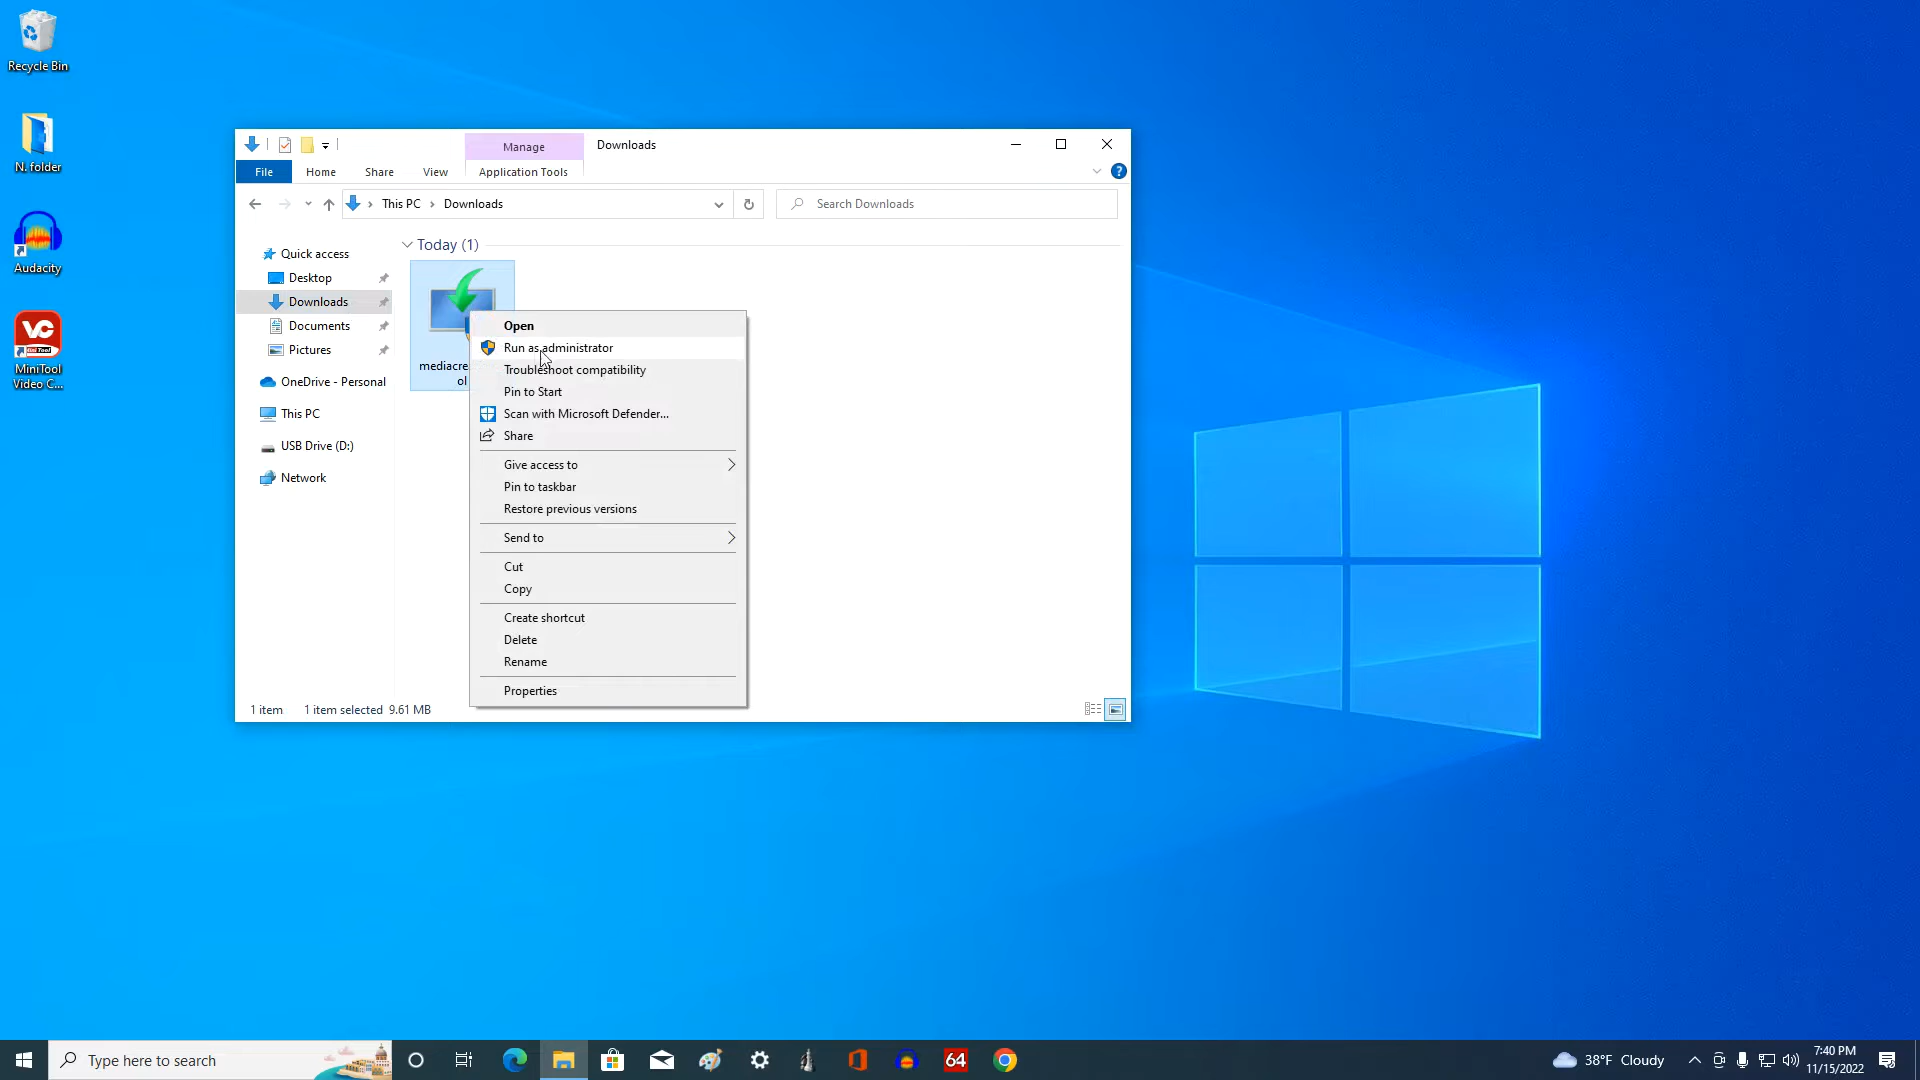 Recycle Bin
N. folder
Audacity
VC
MiniTool
MiniTool
Video C...
Manage
Downloads
File
Home
Share
View
Application Tools
?
This PC
Downloads
Search Downloads
Quick access
Desktop
Downloads
Documents
Pictures
OneDrive - Personal
This PC
USB Drive (D:)
Network
Today (1)
mediacrea
ol
Open
Run as administrator
Troubleshoot compatibility
Pin to Start
Scan with Microsoft Defender...
Share
Give access to
Pin to taskbar
Restore previous versions
Send to
Cut
Copy
Create shortcut
Delete
Rename
Properties
1 item
1 item selected 9.61 MB
Type here to search
64
38°F Cloudy
7:40 PM
11/15/2022